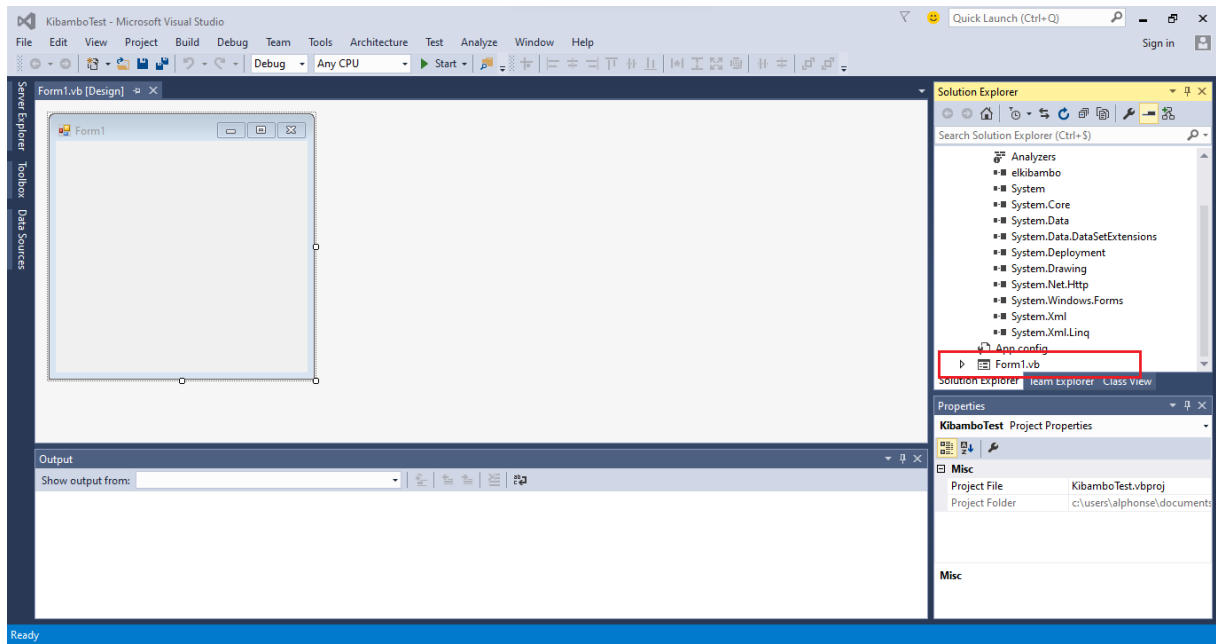 KibamboTest - Microsoft Visual Studio
Quick Launch (Ctrl+Q)
File Edit View Project Build Debug Team Tools Architecture Test Analyze Window Help
Sign in
Debug Any CPU Start
Server Explorer
Toolbox
Data Sources
Form1.vb [Design]
Form1
Output
Show output from:
Solution Explorer
Search Solution Explorer (Ctrl+$)
Analyzers
elkibambo
System
System.Core
System.Data
System.Data.DataSetExtensions
System.Deployment
System.Drawing
System.Net.Http
System.Windows.Forms
System.Xml
System.Xml.Linq
App.config
Form1.vb
Solution Explorer Team Explorer Class View
Properties
KibamboTest Project Properties
Misc
Project File KibamboTest.vbproj
Project Folder c:\users\alphonse\documents
Misc
Ready